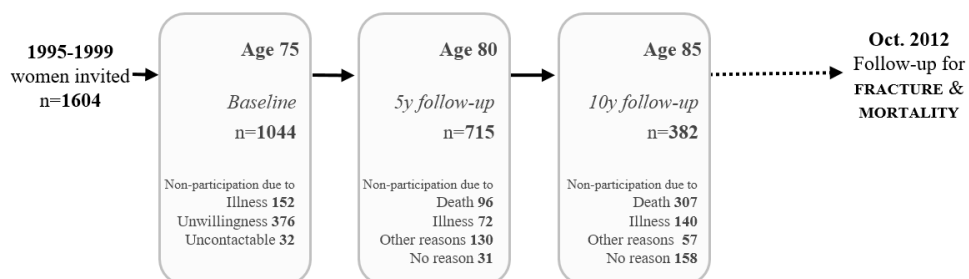 1995-1999
women invited
n=1604
Age 75
Baseline
n=1044
Non-participation due to
Illness 152
Unwillingness 376
Uncontactable 32
Age 80
5y follow-up
n=715
Non-participation due to
Death 96
Illness 72
Other reasons 130
No reason 31
Age 85
10y follow-up
n=382
Non-participation due to
Death 307
Illness 140
Other reasons 57
No reason 158
Oct. 2012
Follow-up for
FRACTURE &
MORTALITY